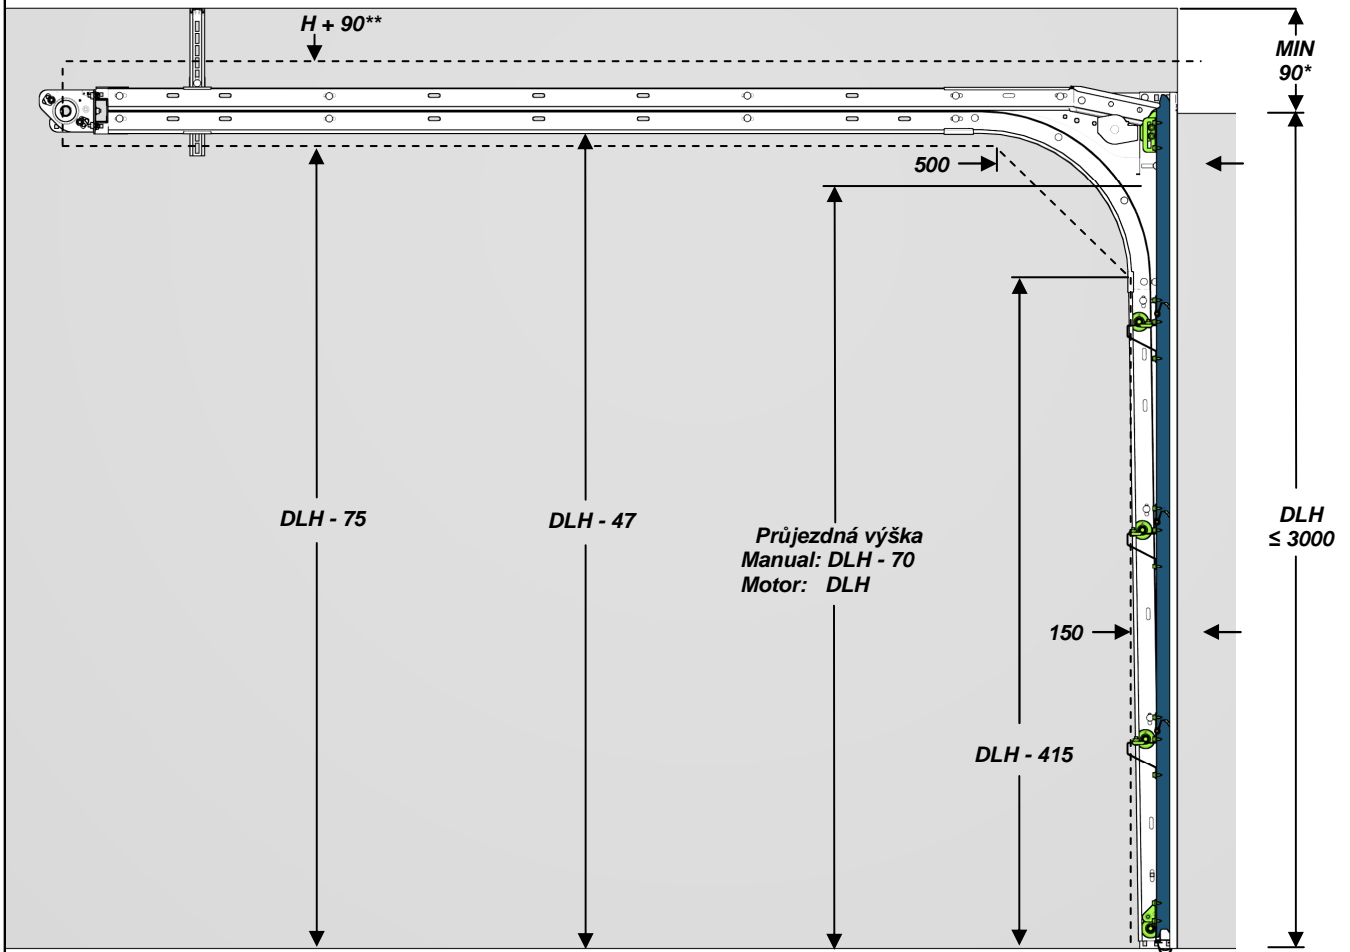 H + 90**
MIN
90*
500
DLH - 75
DLH - 47
Průjezdná výška
Manual: DLH - 70
Motor: DLH
DLH
≤ 3000
150
DLH - 415